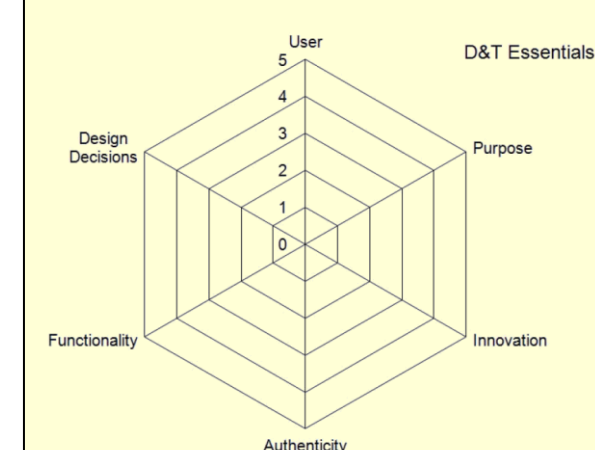 User
D&T Essentials
5
4
3
2
1
0
Design
Decisions
Purpose
Functionality
Innovation
Authenticity